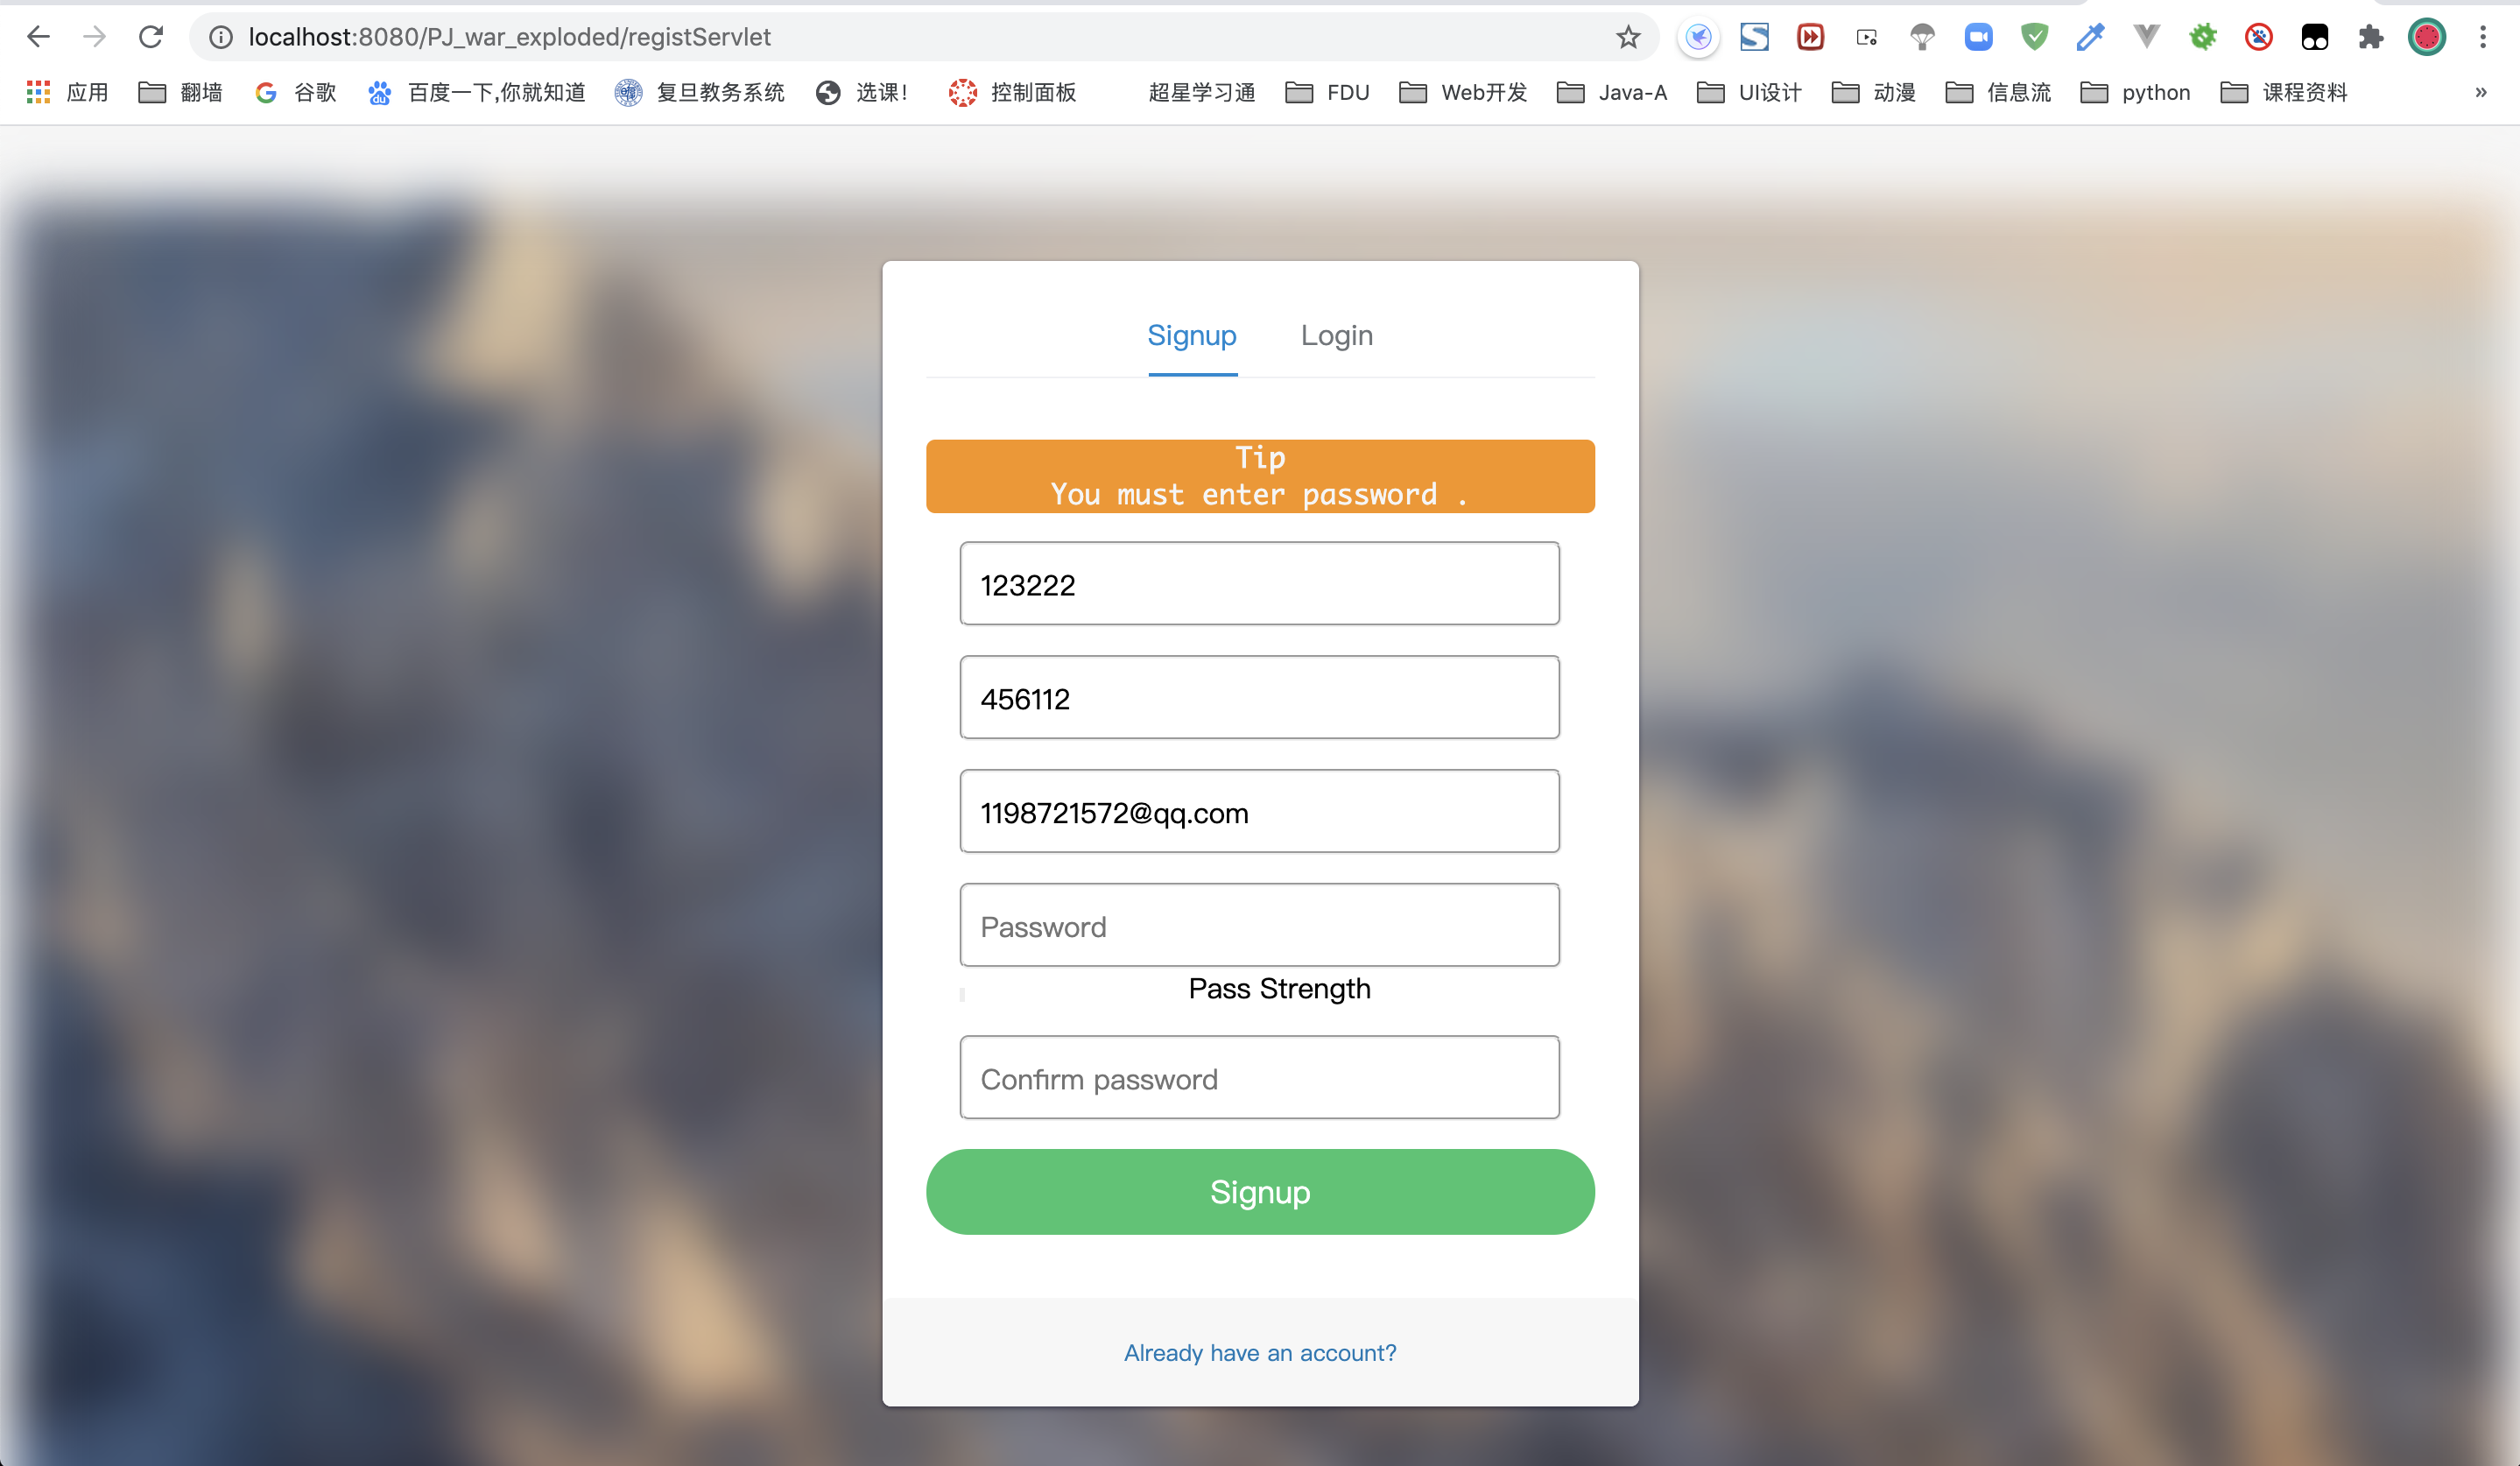 localhost:8080/PJ_war_exploded/registServlet
应用 翻墙 谷歌 百度一下,你就知道 复旦教务系统 选课! 控制面板 超星学习通 FDU Web开发 Java-A UI设计 动漫 信息流 python 课程资料 »
Signup Login
Tip
You must enter password .
123222
456112
1198721572@qq.com
Password
Pass Strength
Confirm password
Signup
Already have an account?